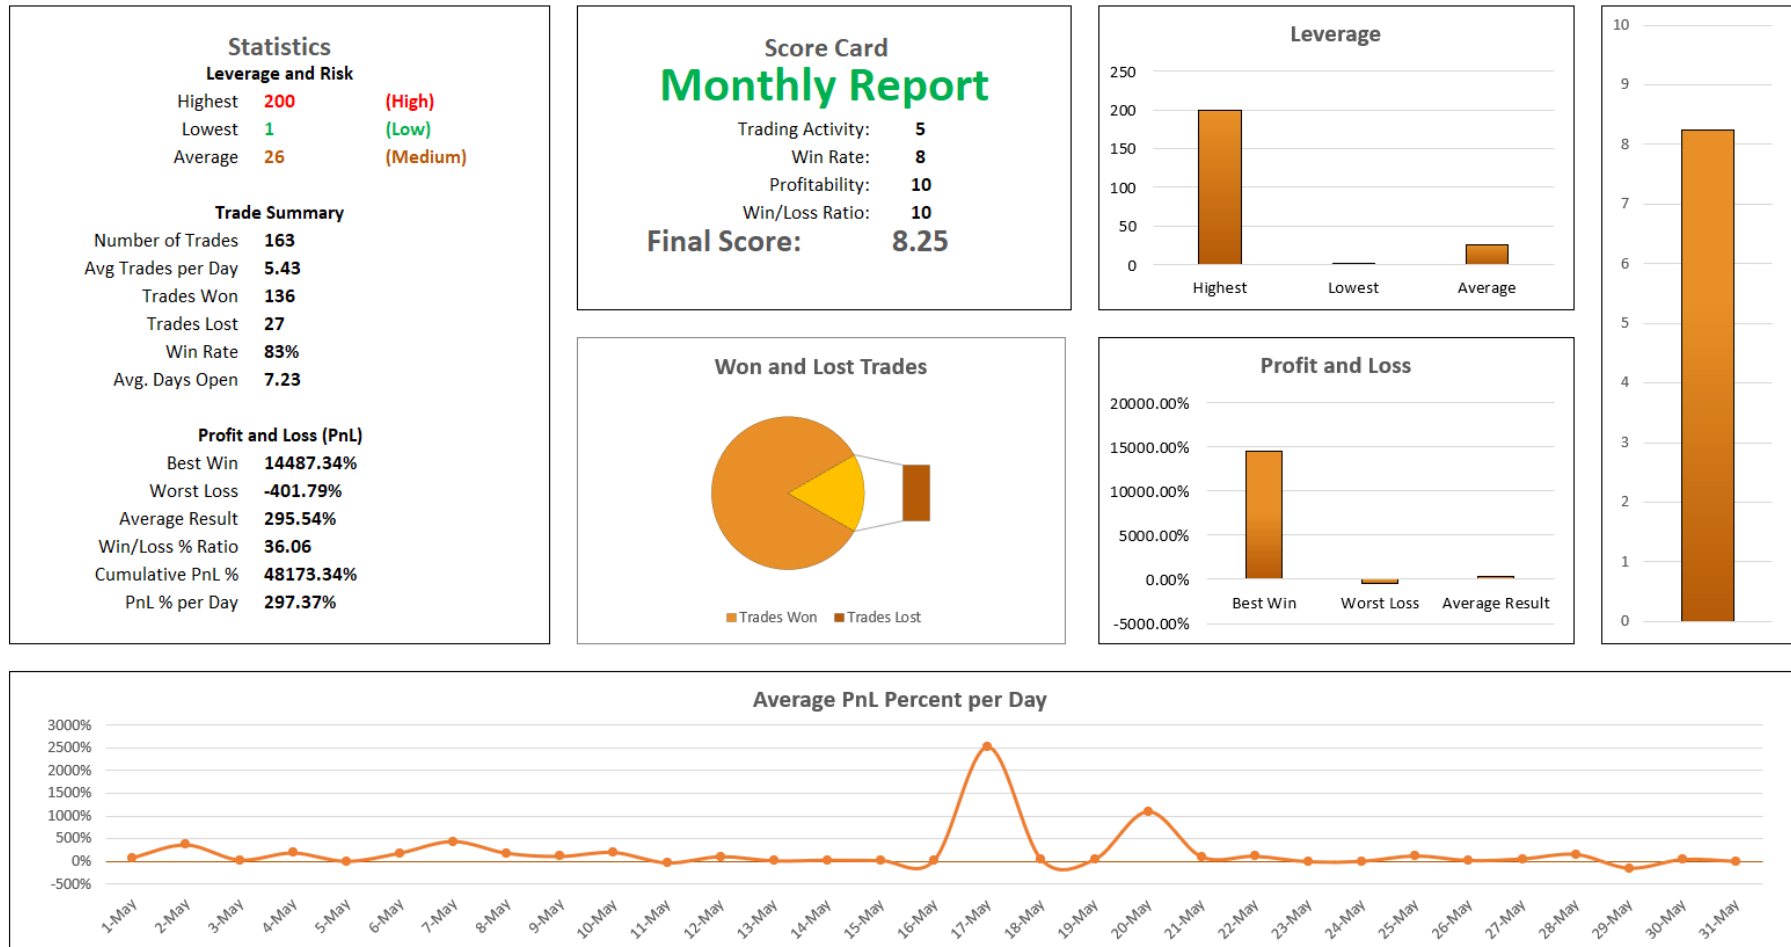 Statistics
Leverage and Risk
Highest 200 (High)
Lowest 1 (Low)
Average 26 (Medium)
Trade Summary
Number of Trades 163
Avg Trades per Day 5.43
Trades Won 136
Trades Lost 27
Win Rate 83%
Avg. Days Open 7.23
Profit and Loss (PnL)
Best Win 14487.34%
Worst Loss -401.79%
Average Result 295.54%
Win/Loss % Ratio 36.06
Cumulative PnL % 48173.34%
PnL % per Day 297.37%
Score Card
Monthly Report
Trading Activity: 5
Win Rate: 8
Profitability: 10
Win/Loss Ratio: 10
Final Score: 8.25
Leverage
250
200
150
100
50
0
Highest Lowest Average
Won and Lost Trades
Trades Won Trades Lost
Profit and Loss
20000.00%
15000.00%
10000.00%
5000.00%
0.00%
-5000.00%
Best Win Worst Loss Average Result
10
9
8
7
6
5
4
3
2
1
0
Average PnL Percent per Day
3000%
2500%
2000%
1500%
1000%
500%
0%
-500%
1-May 2-May 3-May 4-May 5-May 6-May 7-May 8-May 9-May 10-May 11-May 12-May 13-May 14-May 15-May 16-May 17-May 18-May 19-May 20-May 21-May 22-May 23-May 24-May 25-May 26-May 27-May 28-May 29-May 30-May 31-May